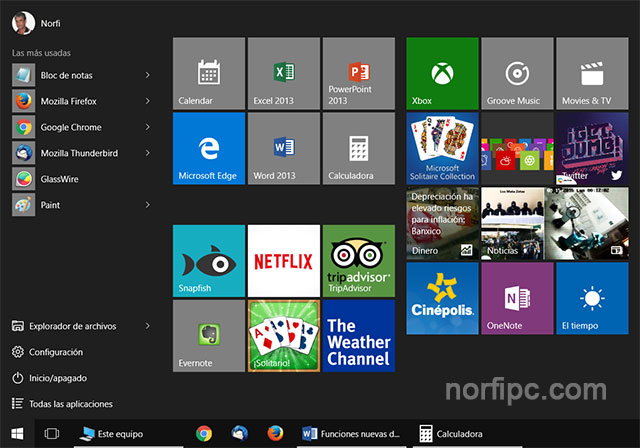 Norfi
Las más usadas
Bloc de notas
Mozilla Firefox
Google Chrome
Mozilla Thunderbird
GlassWire
Paint
Explorador de archivos
Configuración
Inicio/apagado
Todas las aplicaciones
Calendar
Excel 2013
PowerPoint
2013
Microsoft Edge
Word 2013
Calculadora
Snapfish
NETFLIX
tripadvisor
TripAdvisor
Evernote
¡Solitario!
The
Weather
Channel
Xbox
Groove Music
Movies & TV
Microsoft
Solitaire Collection
Twitter
Depreciación ha
elevado riesgos
para inflación:
Banxico
Dinero
Noticias
Cinépolis.
OneNote
El tiempo
norfipc.com
Este equipo
Funciones nuevas d...
Calculadora